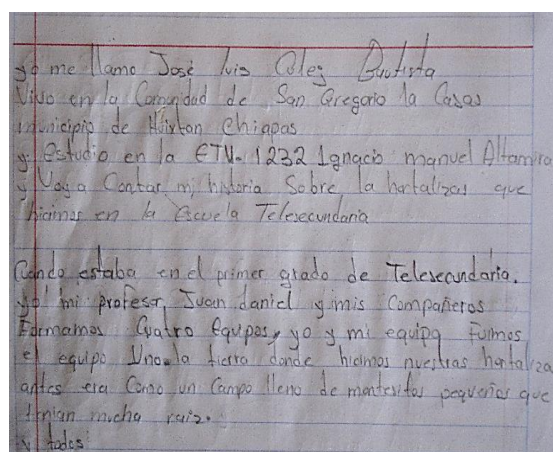 yo me llamo José luis Culej Bautista
Vivo en la Comonidad de San Gregorio la Casas
municipio de Huixtan Chiapas
y estudio en la ETV. 1232 Ignacio manuel Altamira
y Voy a Contar mi historia Sobre la hortalizas que
hicimos en la Escuela Telesecundaria
Cuando estaba en el primer grado de Telesecundaria.
yo mi profesor Juan daniel y mis Compañeros
Formamos Cuatro Equipos, yo y mi equipo Fuimos
el equipo Uno. la tierra donde hicimos nuestras hortaliza
antes era Como un Campo lleno de montesitos pequeños que
tenian mucha raiz.
y todos